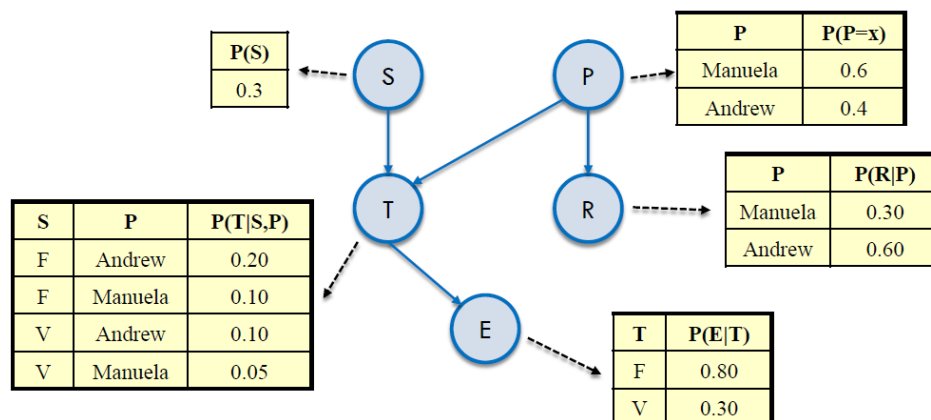 P(S)
0.3
S
P
P P(P=x)
Manuela 0.6
Andrew 0.4
T
R
P P(R|P)
Manuela 0.30
Andrew 0.60
S P P(T|S,P)
F Andrew 0.20
F Manuela 0.10
V Andrew 0.10
V Manuela 0.05
E
T P(E|T)
F 0.80
V 0.30